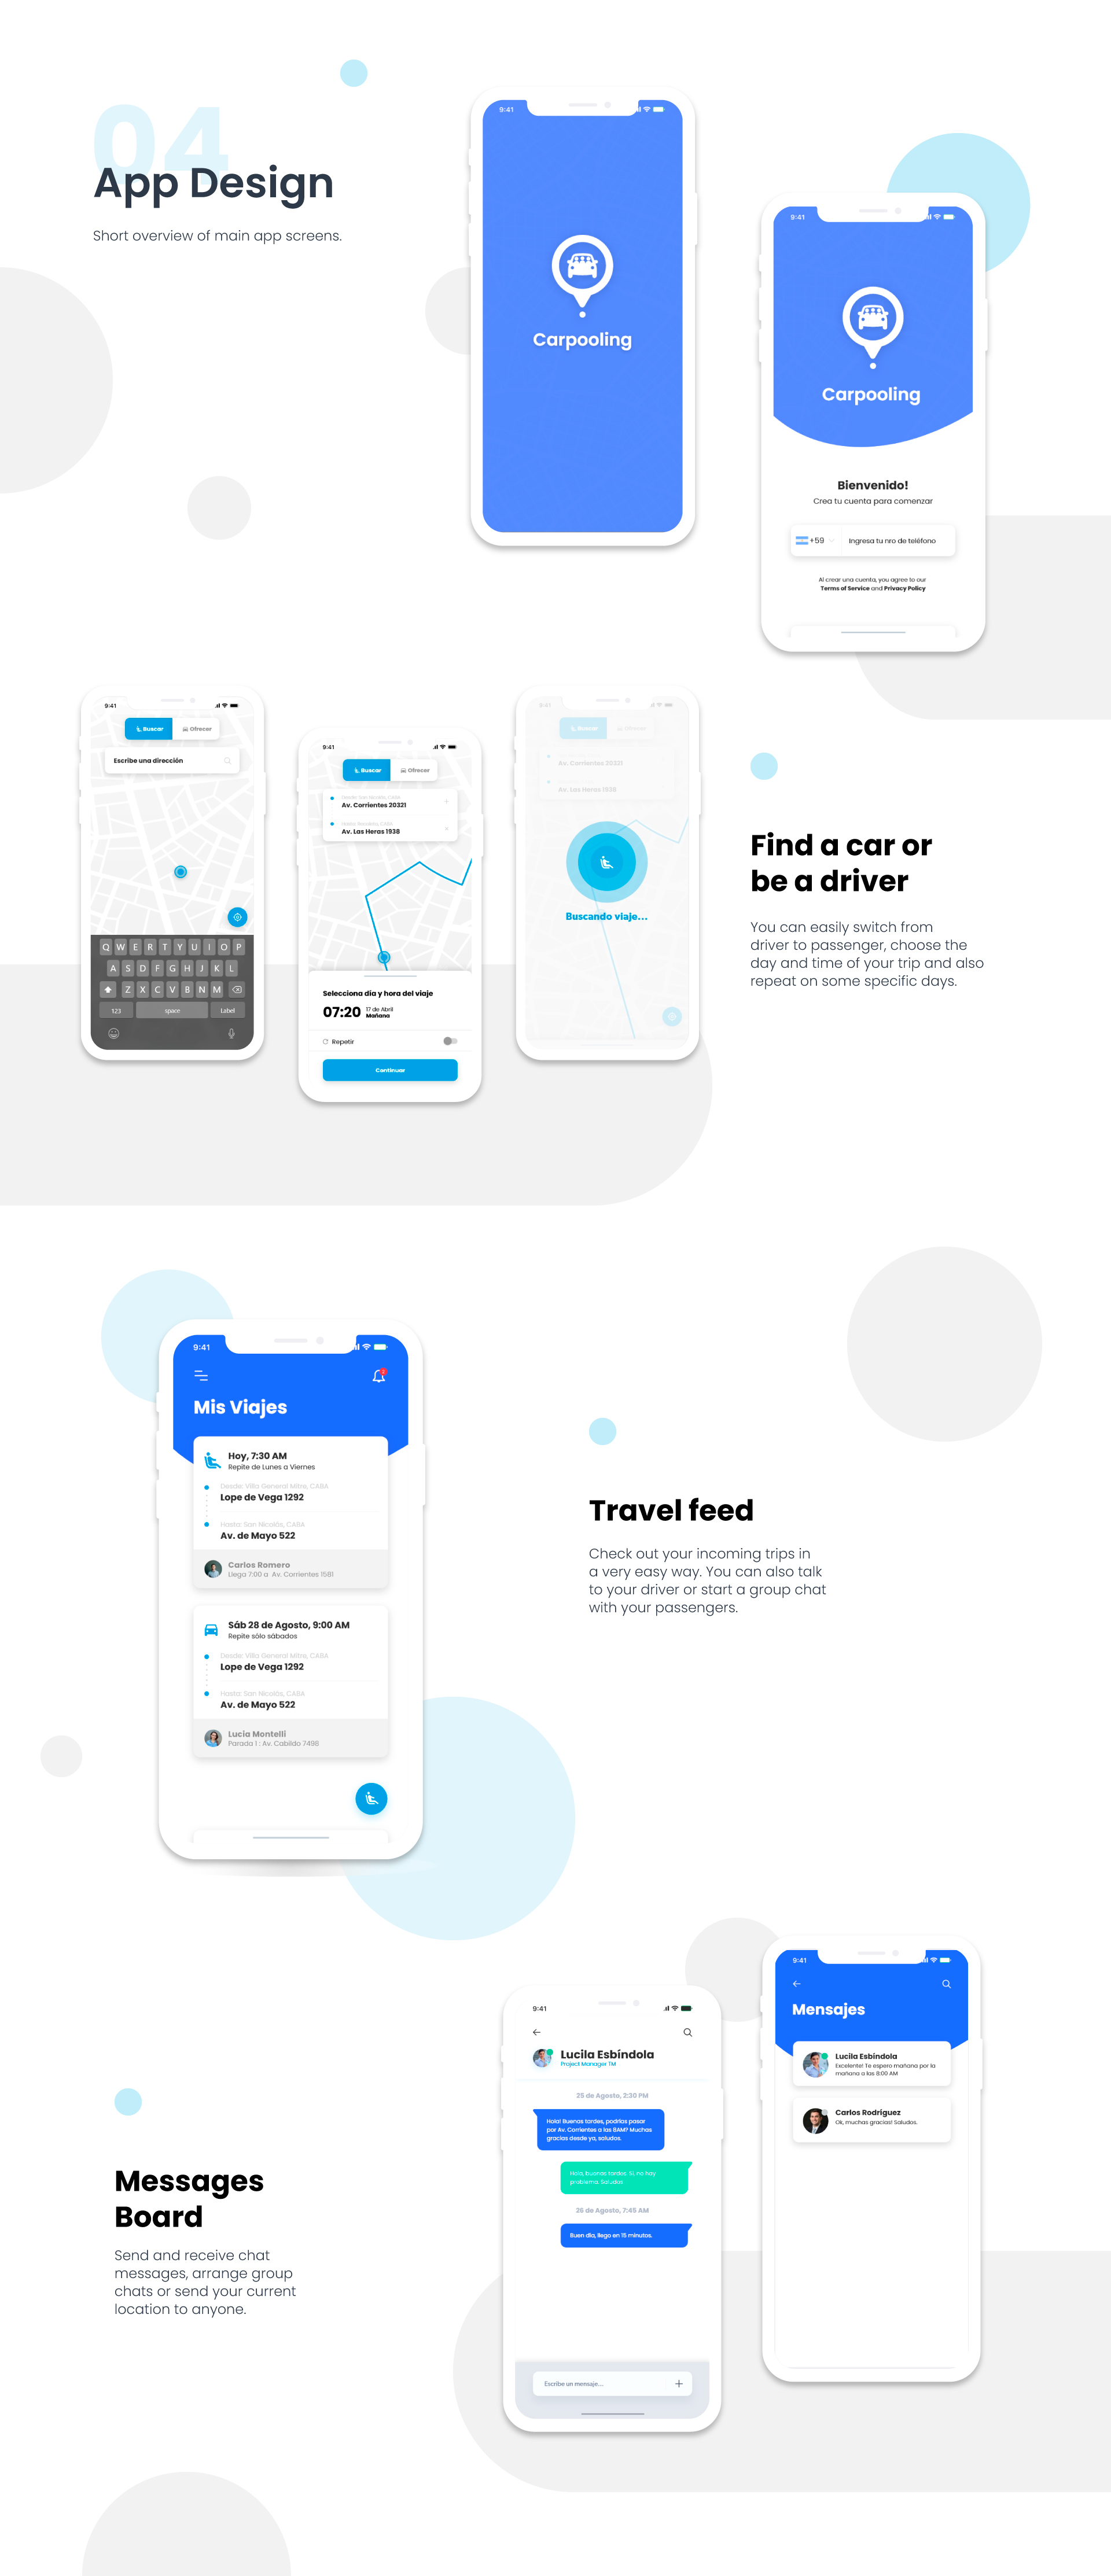 04
App Design
Short overview of main app screens.
9:41
Carpooling
9:41
Carpooling
Bienvenido!
Crea tu cuenta para comenzar
+59
Ingresa tu nro de teléfono
Al crear una cuenta, you agree to our
Terms of Service and Privacy Policy
9:41
Buscar
Ofrecer
Escribe una dirección
Q W E R T Y U I O P
A S D F G H J K L
Z X C V B N M
123
space
Label
9:41
Buscar
Ofrecer
Desde: San Nicolás, CABA
Av. Corrientes 20321
Hasta: Recoleta, CABA
Av. Las Heras 1938
Selecciona día y hora del viaje
07:20
17 de Abril
Mañana
Repetir
Continuar
9:41
Buscar
Ofrecer
Av. Corrientes 20321
Av. Las Heras 1938
Buscando viaje...
Find a car or
be a driver
You can easily switch from
driver to passenger, choose the
day and time of your trip and also
repeat on some specific days.
9:41
Mis Viajes
Hoy, 7:30 AM
Repite de Lunes a Viernes
Desde: Villa General Mitre, CABA
Lope de Vega 1292
Hasta: San Nicolás, CABA
Av. de Mayo 522
Carlos Romero
Llega 7:00 a Av. Corrientes 1581
Sáb 28 de Agosto, 9:00 AM
Repite sólo sábados
Desde: Villa General Mitre, CABA
Lope de Vega 1292
Hasta: San Nicolás, CABA
Av. de Mayo 522
Lucía Montelli
Parada 1 : Av. Cabildo 7498
Travel feed
Check out your incoming trips in
a very easy way. You can also talk
to your driver or start a group chat
with your passengers.
Messages
Board
Send and receive chat
messages, arrange group
chats or send your current
location to anyone.
9:41
Lucila Esbíndola
Project Manager TM
25 de Agosto, 2:30 PM
Hola! Buenas tardes, podrías pasar
por Av. Corrientes a las 8AM? Muchas
gracias desde ya, saludos.
Hola, buenas tardes. Si, no hay
problema. Saludos
26 de Agosto, 7:45 AM
Buen día, llego en 15 minutos.
Escribe un mensaje...
9:41
Mensajes
Lucila Esbíndola
Excelente! Te espero mañana por la
mañana a las 8:00 AM
Carlos Rodríguez
Ok, muchas gracias! Saludos.